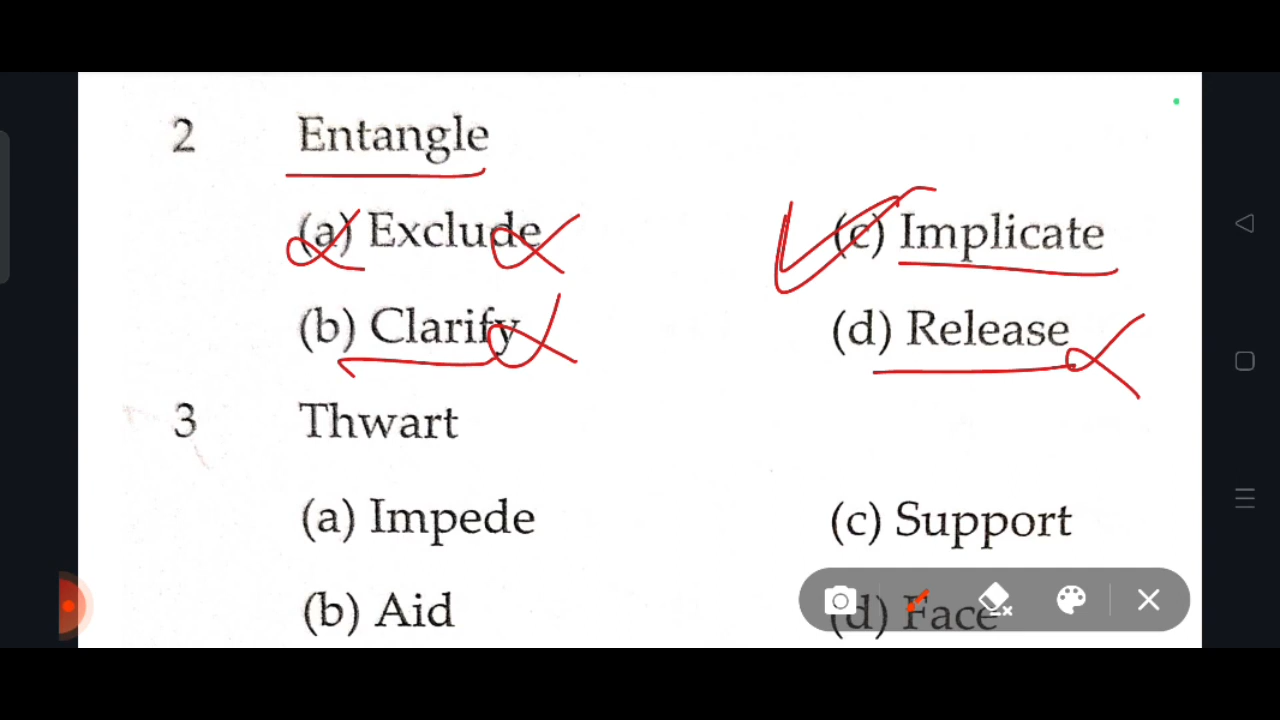 2 Entangle
(a) Exclude (c) Implicate
(b) Clarify (d) Release
3 Thwart
(a) Impede (c) Support
(b) Aid (d) Face